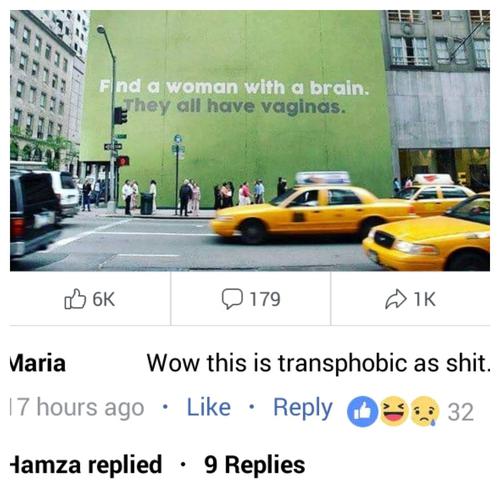 Find a woman with a brain.
They all have vaginas.
6K
179
1K
Maria Wow this is transphobic as shit.
17 hours ago · Like · Reply 32
Hamza replied · 9 Replies